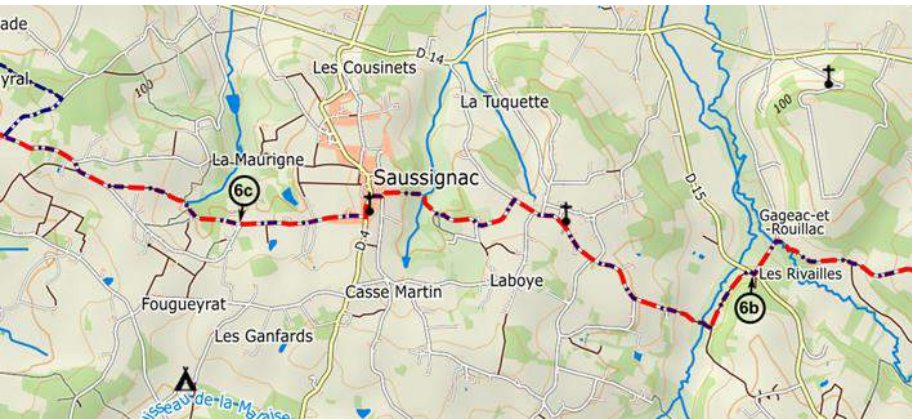 ade
D 14
Les Cousinets
yral
100
La Tuquette
100
La Maurigne
6c
Saussignac
D 15
Gageac-et
-Rouillac
D 4
Les Rivailles
Laboye
Casse Martin
6b
Fougueyrat
Les Ganfards
isseau-de-la-Maraise